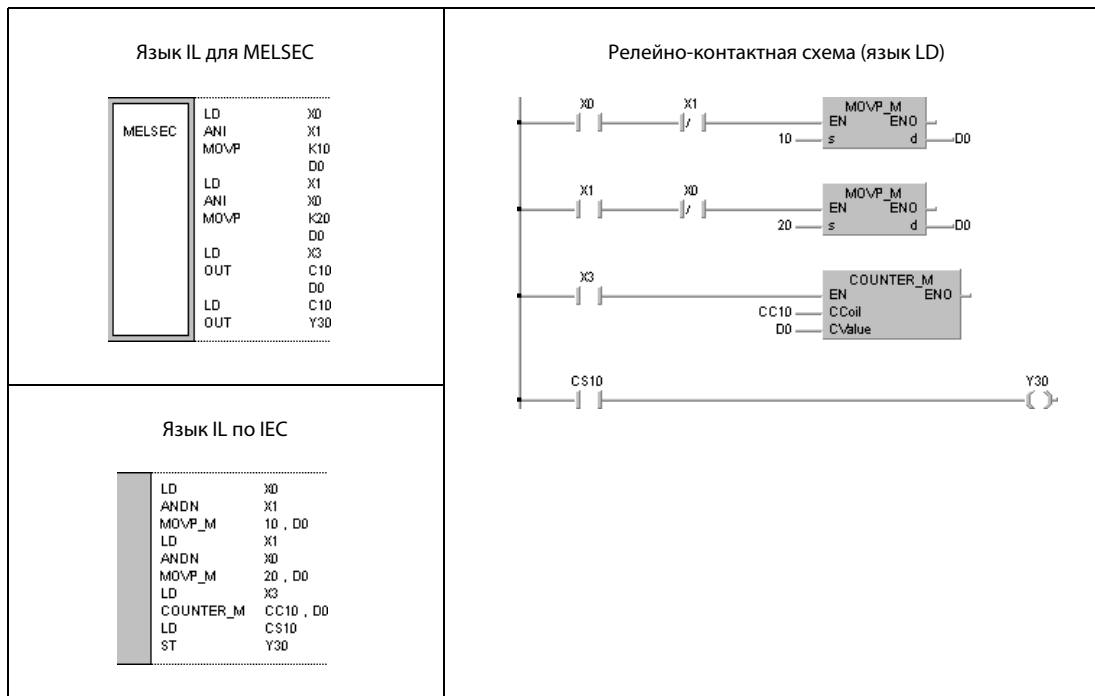 Язык IL для MELSEC
MELSEC
LD X0
ANI X1
MOVP K10
D0
LD X1
ANI X0
MOVP K20
D0
LD X3
OUT C10
D0
LD C10
OUT Y30
Язык IL по IEC
LD X0
ANDN X1
MOVP_M 10 , D0
LD X1
ANDN X0
MOVP_M 20 , D0
LD X3
COUNTER_M CC10 , D0
LD CS10
ST Y30
Релейно-контактная схема (язык LD)
X0 X1 MOVP_M
EN ENO
10 s d D0
X1 X0 MOVP_M
EN ENO
20 s d D0
X3 COUNTER_M
EN ENO
CC10 CCoil
D0 CValue
CS10 Y30